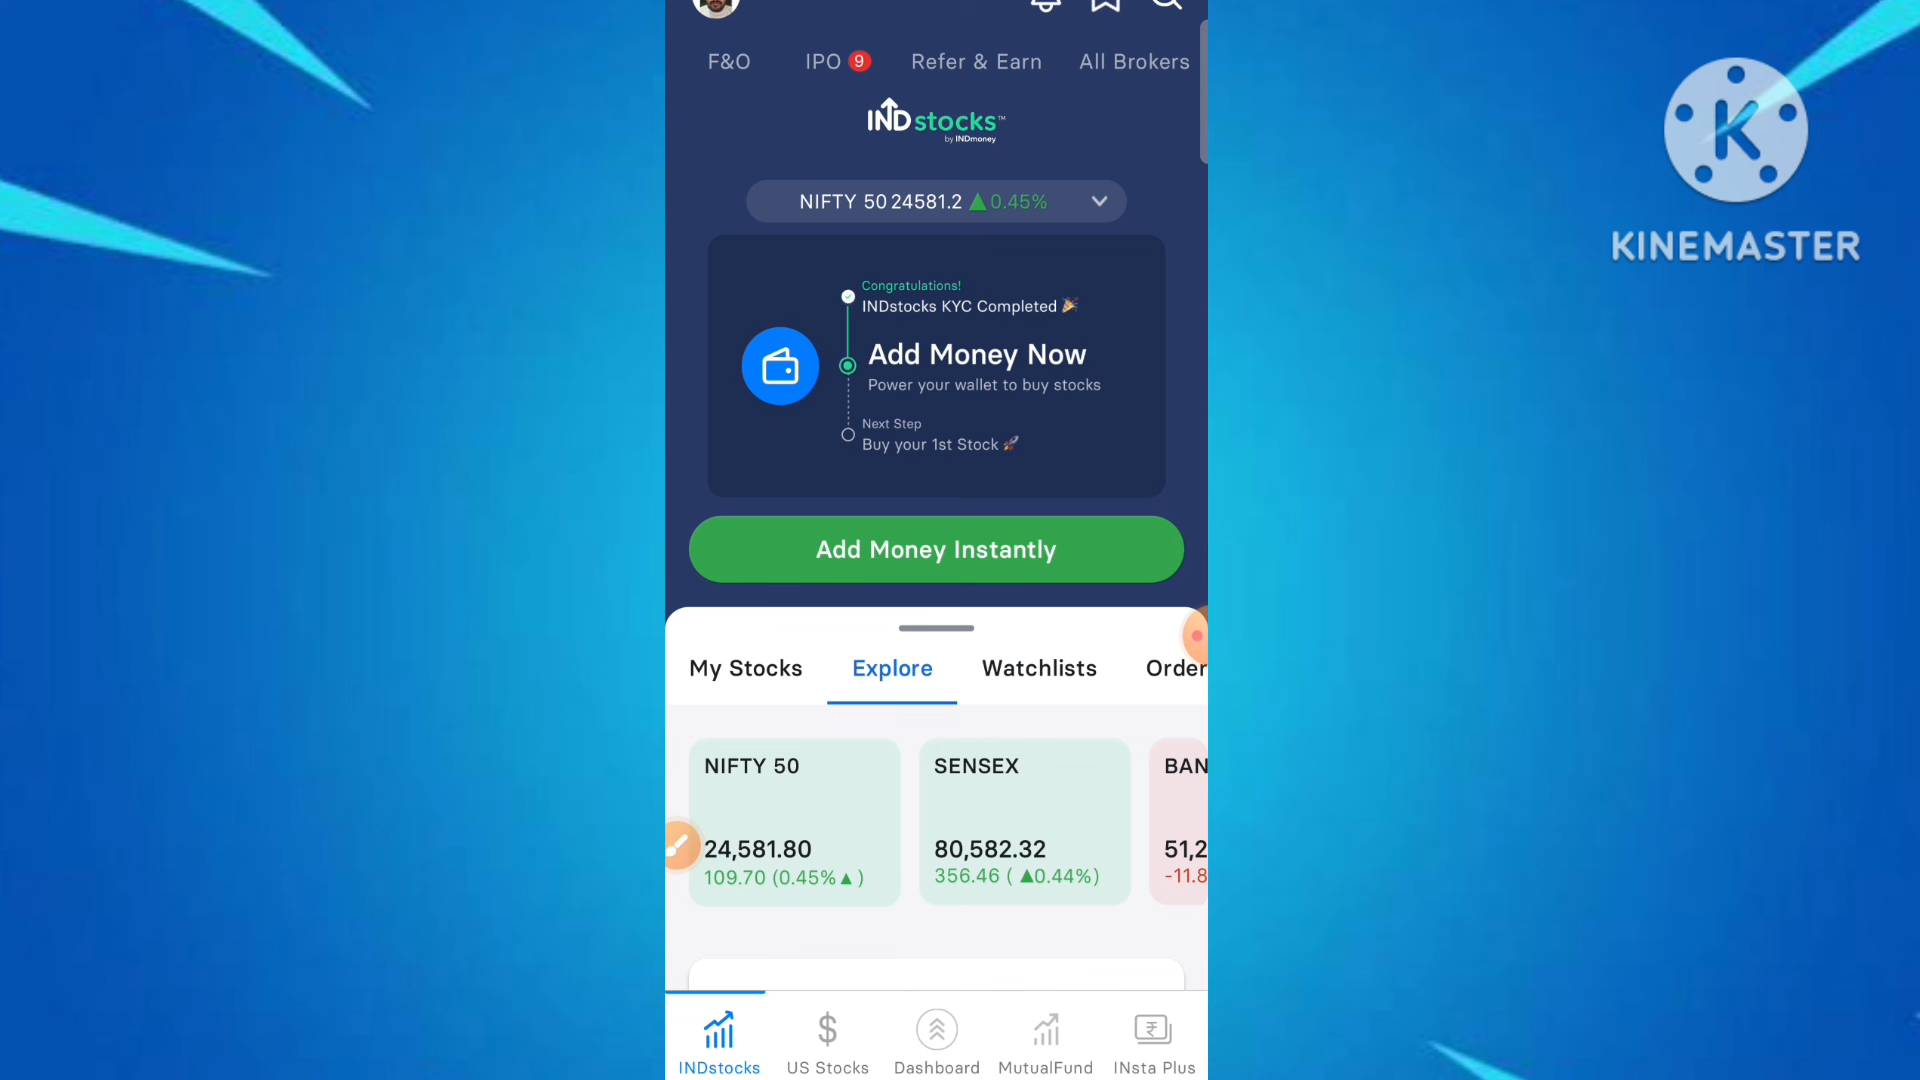 F&O IPO 9 Refer & Earn All Brokers
INDstocks™
by INDmoney
NIFTY 50 24581.2 ▲0.45%
Congratulations!
INDstocks KYC Completed 🎉
Add Money Now
Power your wallet to buy stocks
Next Step
Buy your 1st Stock 🚀
Add Money Instantly
My Stocks Explore Watchlists Order
NIFTY 50 SENSEX BAN
24,581.80 80,582.32 51,2
109.70 (0.45%▲) 356.46 (▲0.44%) -11.8
INDstocks US Stocks Dashboard MutualFund INsta Plus
K
KINEMASTER